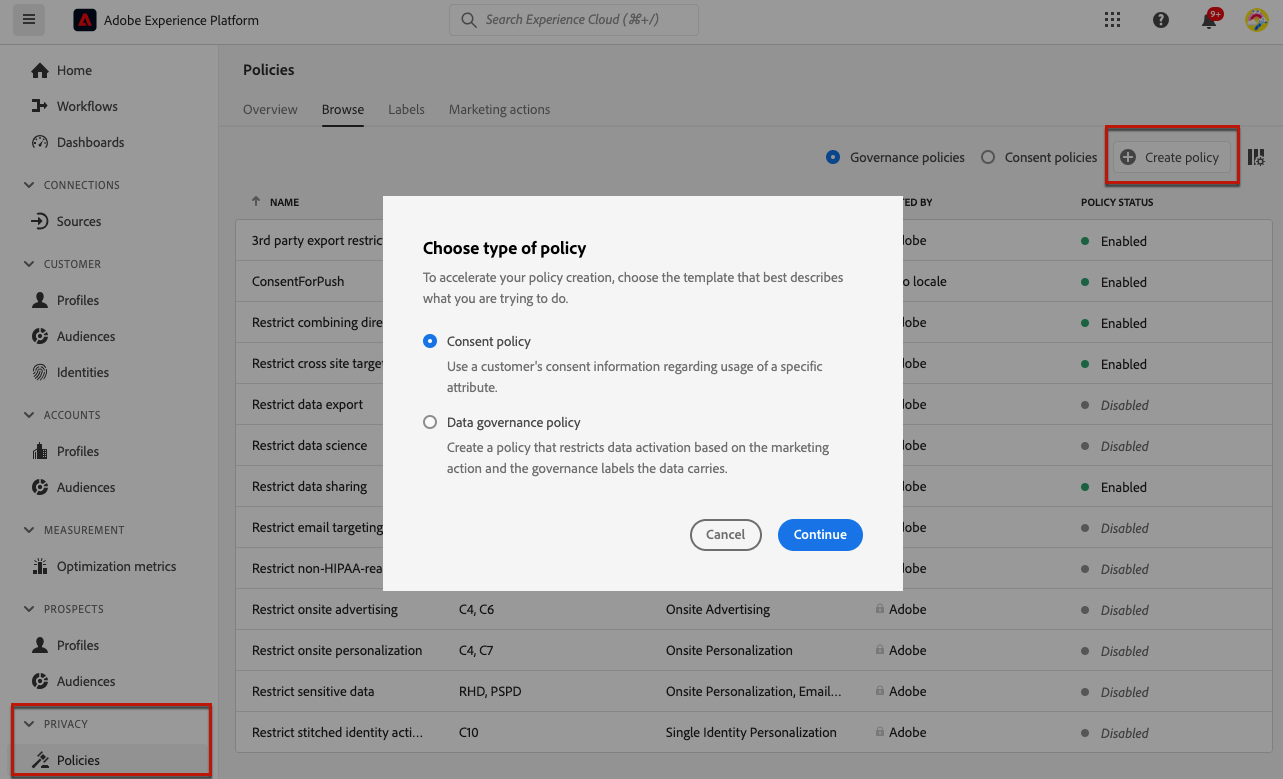 Adobe Experience Platform
Search Experience Cloud (⌘+/)
?
9+
Home
Workflows
Dashboards
CONNECTIONS
Sources
CUSTOMER
Profiles
Audiences
Identities
ACCOUNTS
Profiles
Audiences
MEASUREMENT
Optimization metrics
PROSPECTS
Profiles
Audiences
PRIVACY
Policies
Policies
Overview Browse Labels Marketing actions
Governance policies Consent policies Create policy
NAME TED BY POLICY STATUS
3rd party export restric dobe Enabled
ConsentForPush o locale Enabled
Restrict combining dire dobe Enabled
Restrict cross site target dobe Enabled
Restrict data export dobe Disabled
Restrict data science dobe Disabled
Restrict data sharing dobe Enabled
Restrict email targeting dobe Disabled
Restrict non-HIPAA-rea dobe Disabled
Restrict onsite advertising C4, C6 Onsite Advertising Adobe Disabled
Restrict onsite personalization C4, C7 Onsite Personalization Adobe Disabled
Restrict sensitive data RHD, PSPD Onsite Personalization, Email... Adobe Disabled
Restrict stitched identity acti... C10 Single Identity Personalization Adobe Disabled
Choose type of policy
To accelerate your policy creation, choose the template that best describes
what you are trying to do.
Consent policy
Use a customer's consent information regarding usage of a specific
attribute.
Data governance policy
Create a policy that restricts data activation based on the marketing
action and the governance labels the data carries.
Cancel Continue